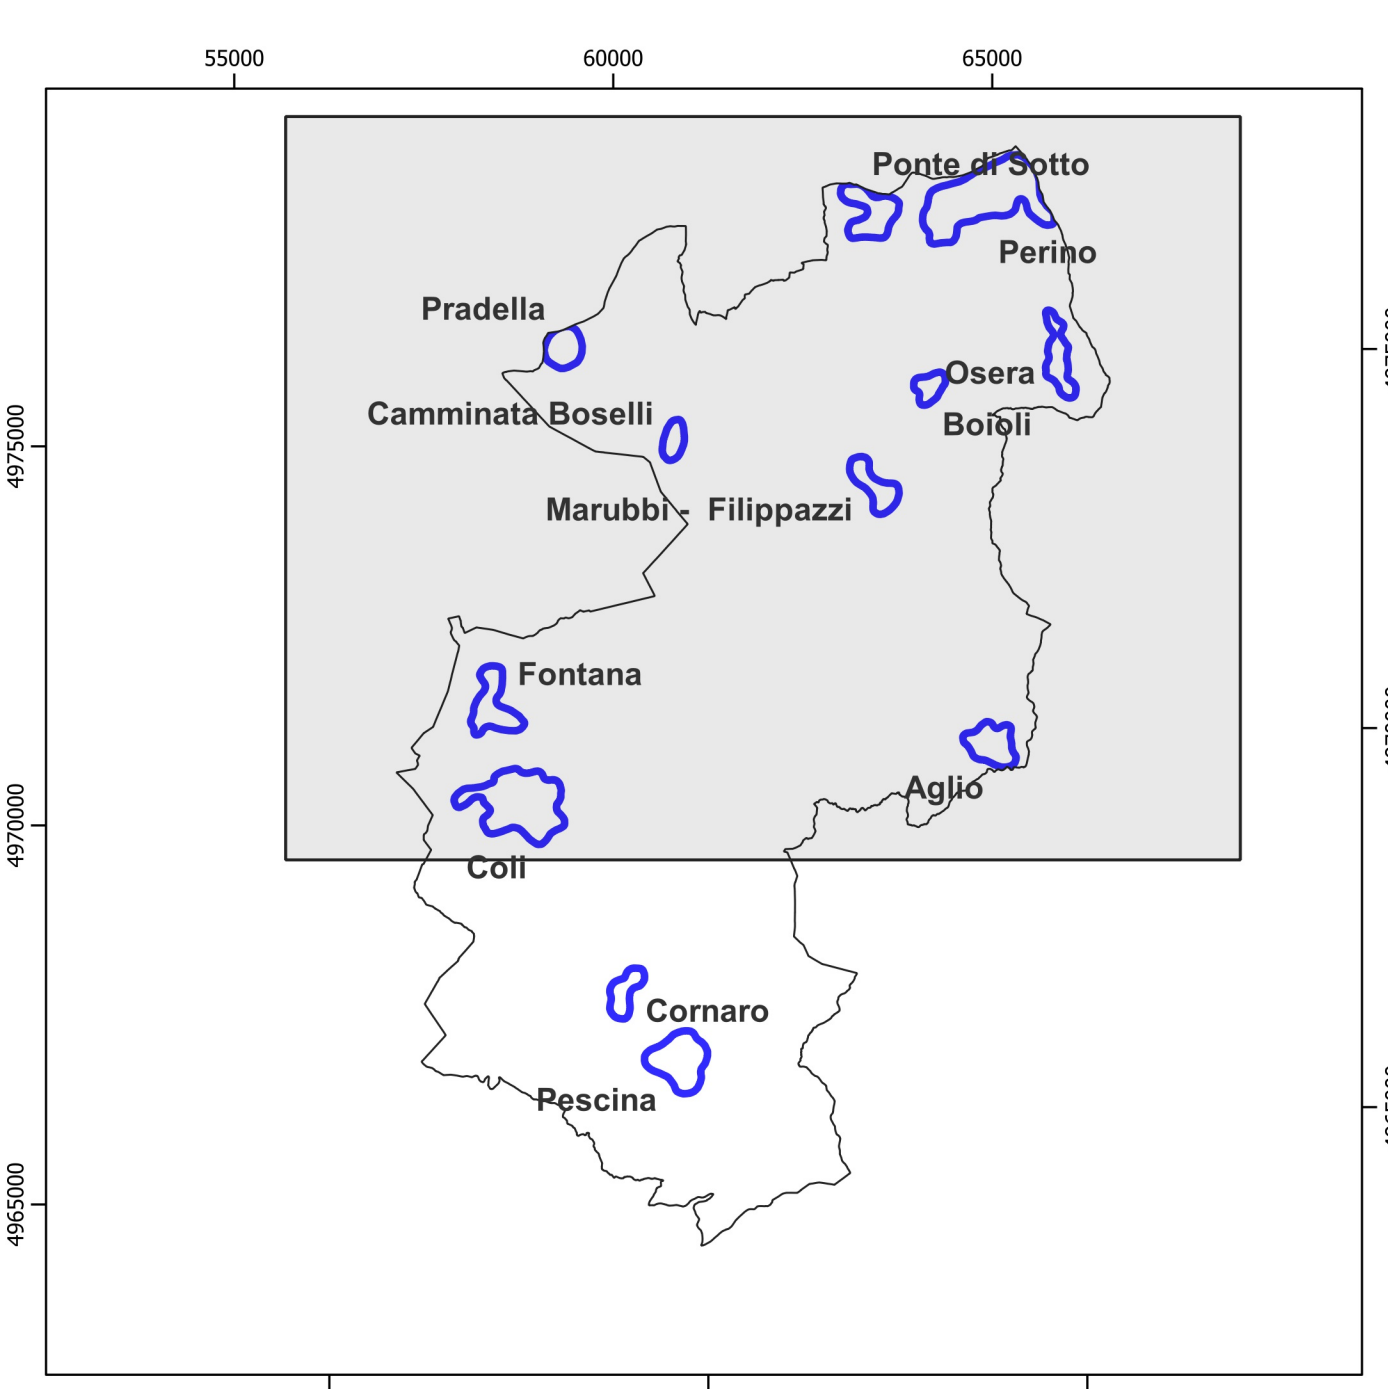 55000 60000 65000
Ponte di Sotto
Perino
Pradella
Osera
Camminata Boselli
Boioli
4975000
Marubbi - Filippazzi
Fontana
Aglio
4970000
Coli
Cornaro
Pescina
4965000